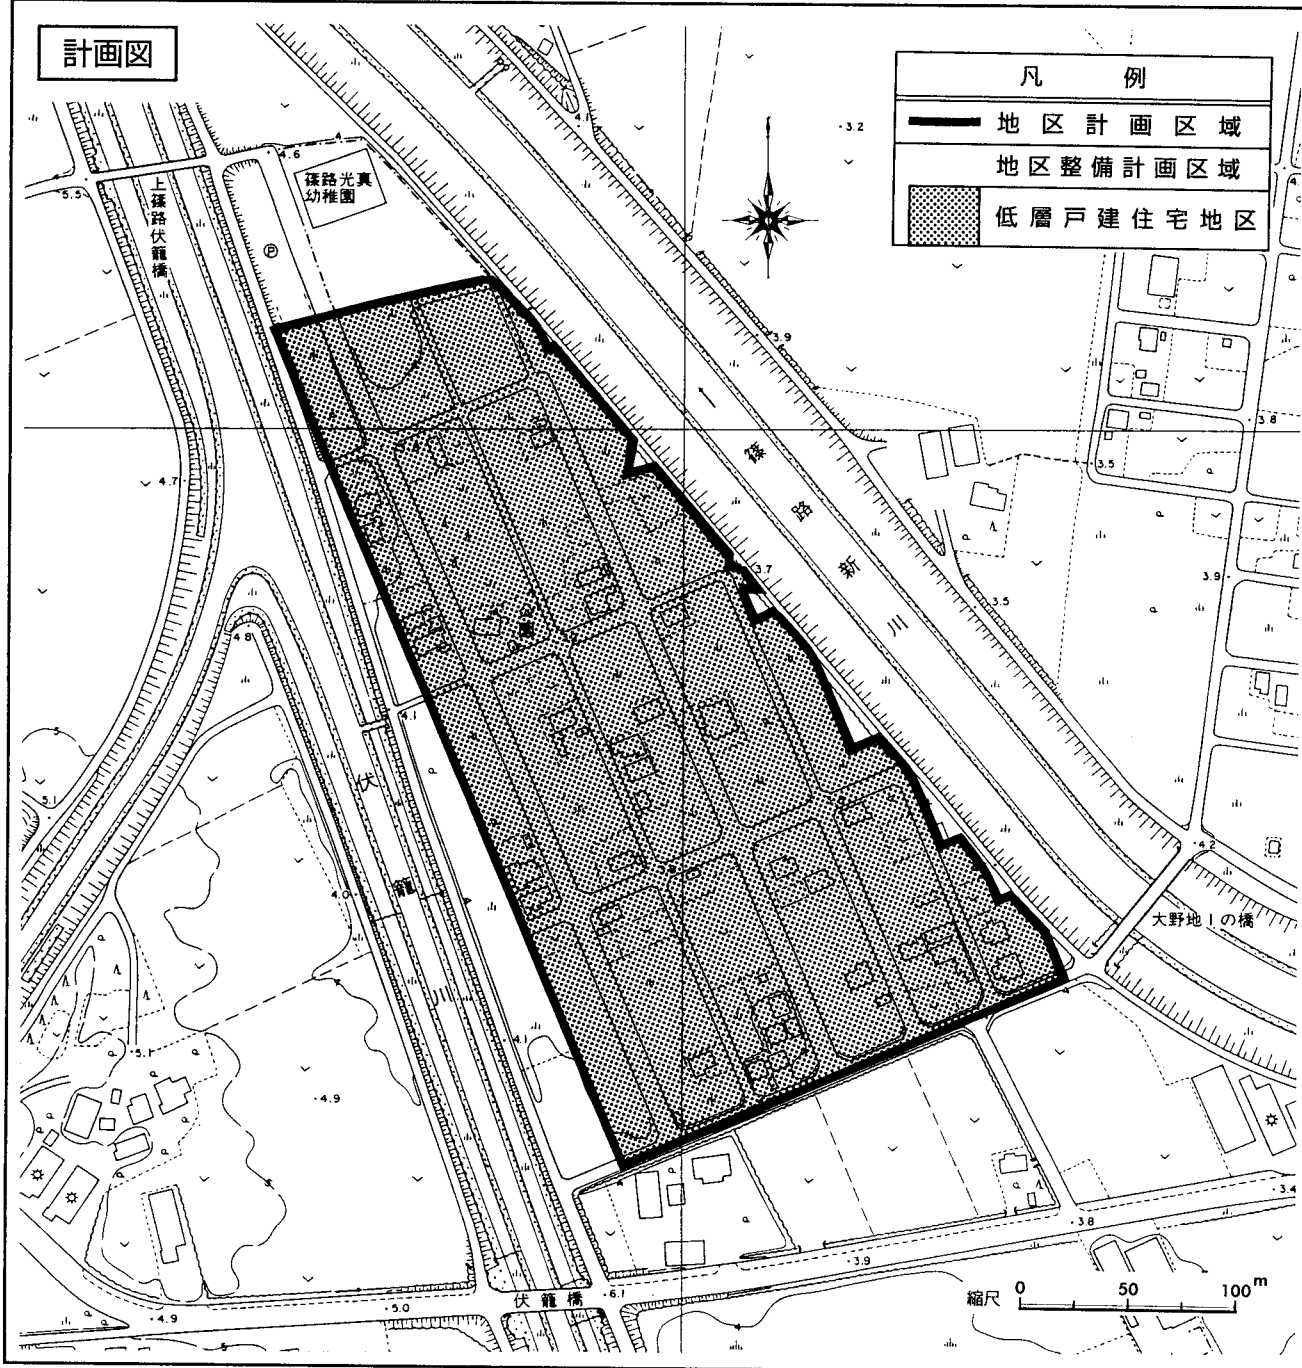 計画図
凡例
地区計画区域
地区整備計画区域
低層戸建住宅地区
篠路光真
幼稚園
上篠路伏籠橋
P
篠路新川
伏籠川
大野地1の橋
伏籠橋
縮尺 0 50 100m
4.6
5.5
4.1
3.2
3.9
3.8
3.5
4.7
3.7
3.9
3.5
4.8
4.1
5.1
4.2
4.0
4.1
5.1
4.9
3.4
3.8
3.9
6.1
5.0
4.9